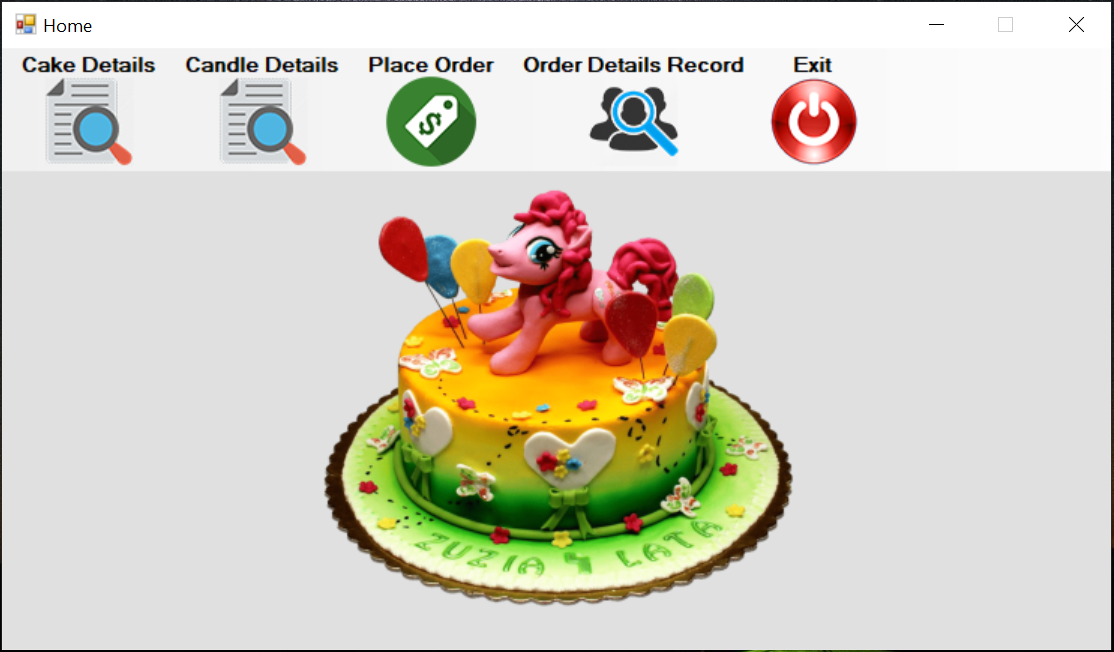 Home
Cake Details Candle Details Place Order Order Details Record Exit
$
ZUZIA 4 LATA